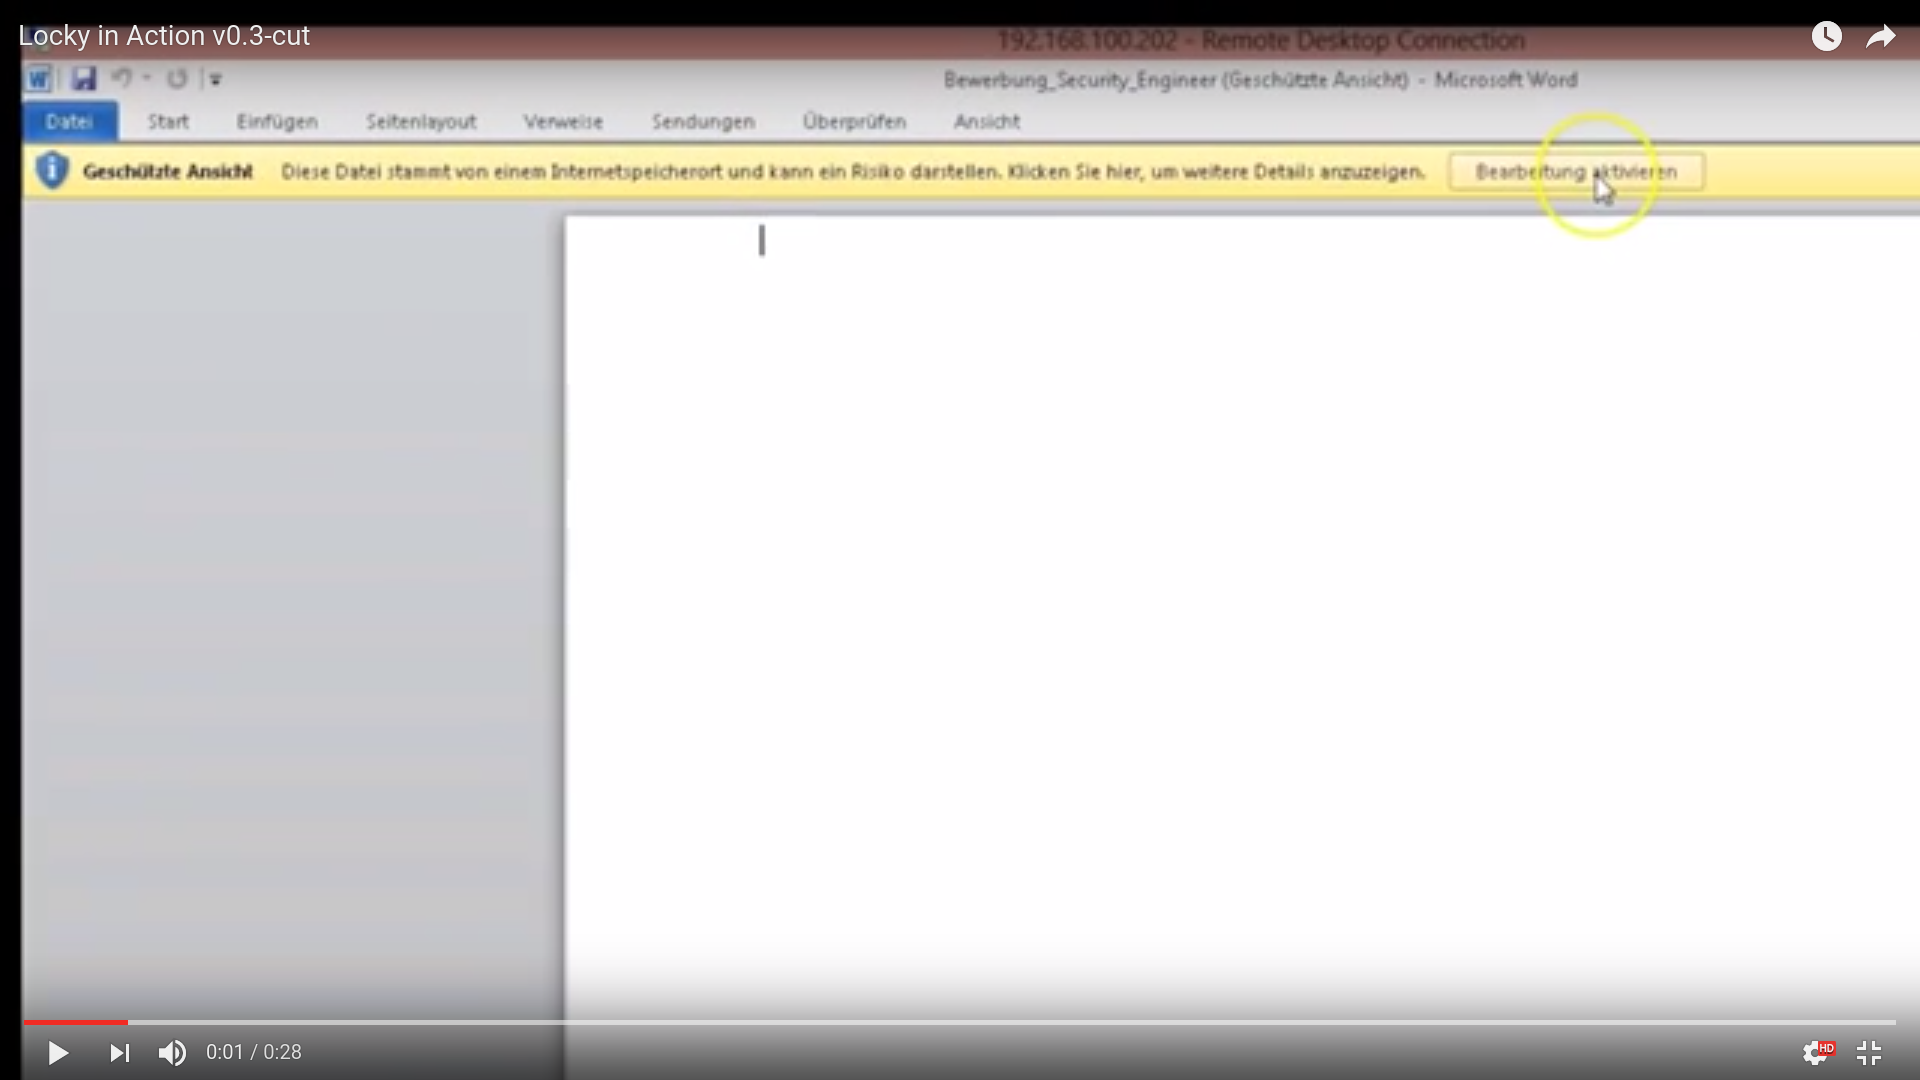 Locky in Action v0.3-cut
192.168.100.202 - Remote Desktop Connection
Bewerbung_Security_Engineer (Geschützte Ansicht) - Microsoft Word
Datei Start Einfügen Seitenlayout Verweise Sendungen Überprüfen Ansicht
Geschützte Ansicht Diese Datei stammt von einem Internetspeicherort und kann ein Risiko darstellen. Klicken Sie hier, um weitere Details anzuzeigen. Bearbeitung aktivieren
0:01 / 0:28
HD